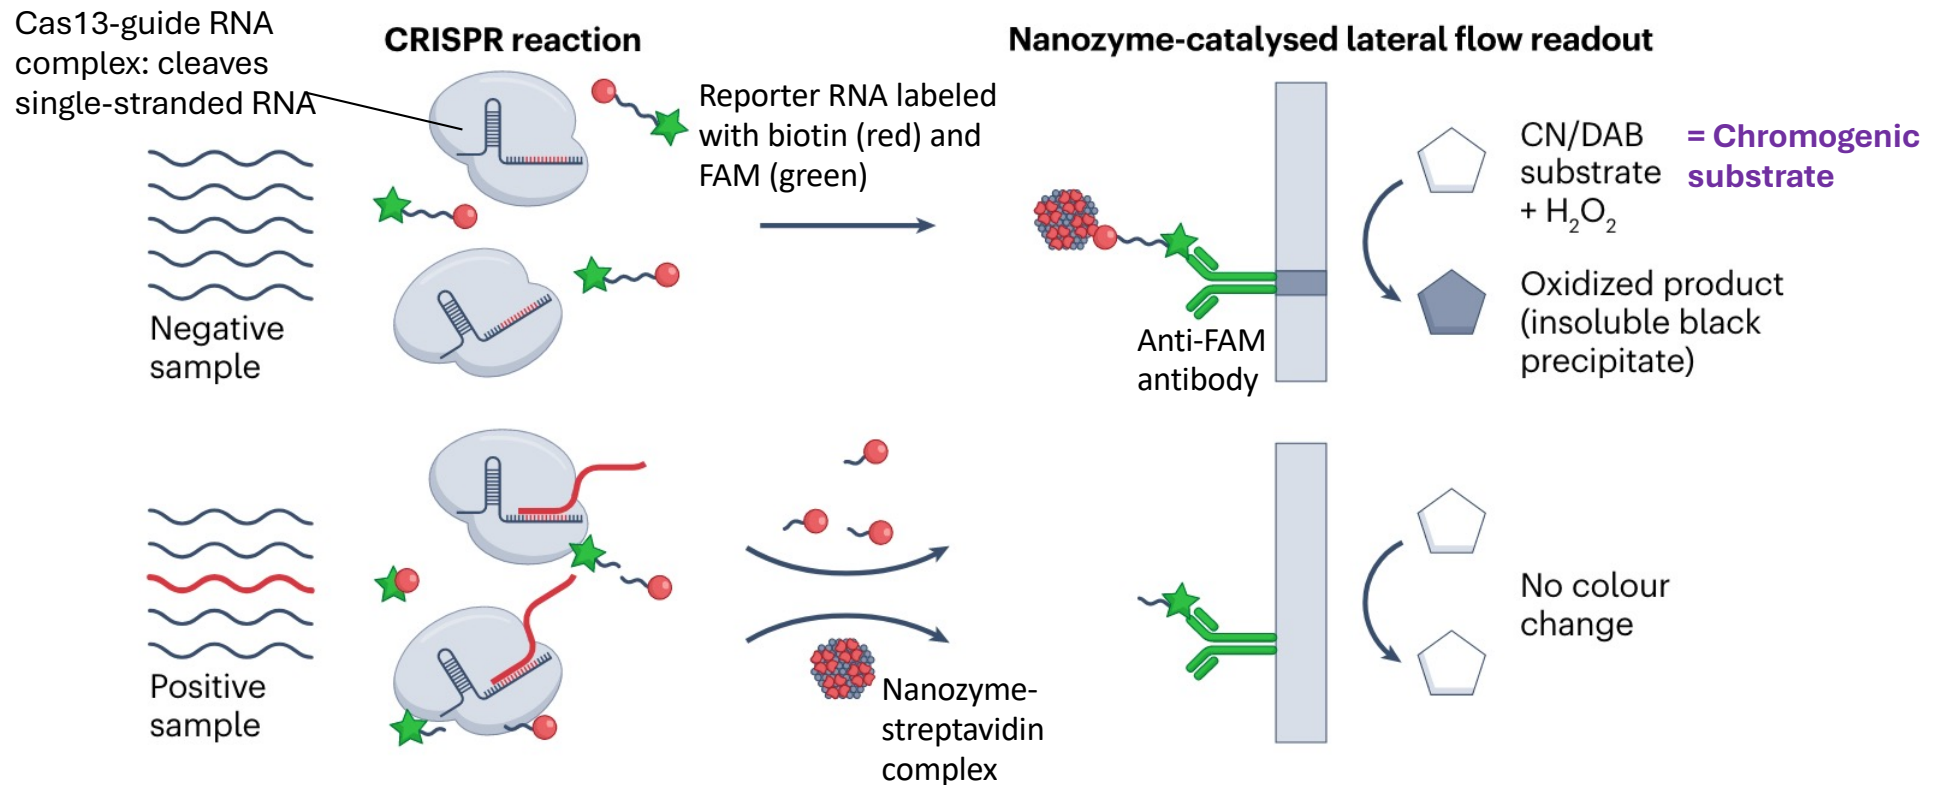 Cas13-guide RNA
complex: cleaves
single-stranded RNA
CRISPR reaction
Nanozyme-catalysed lateral flow readout
Reporter RNA labeled
with biotin (red) and
FAM (green)
CN/DAB
substrate
+ H₂O₂
= Chromogenic
substrate
Negative
sample
Anti-FAM
antibody
Oxidized product
(insoluble black
precipitate)
Positive
sample
Nanozyme-
streptavidin
complex
No colour
change